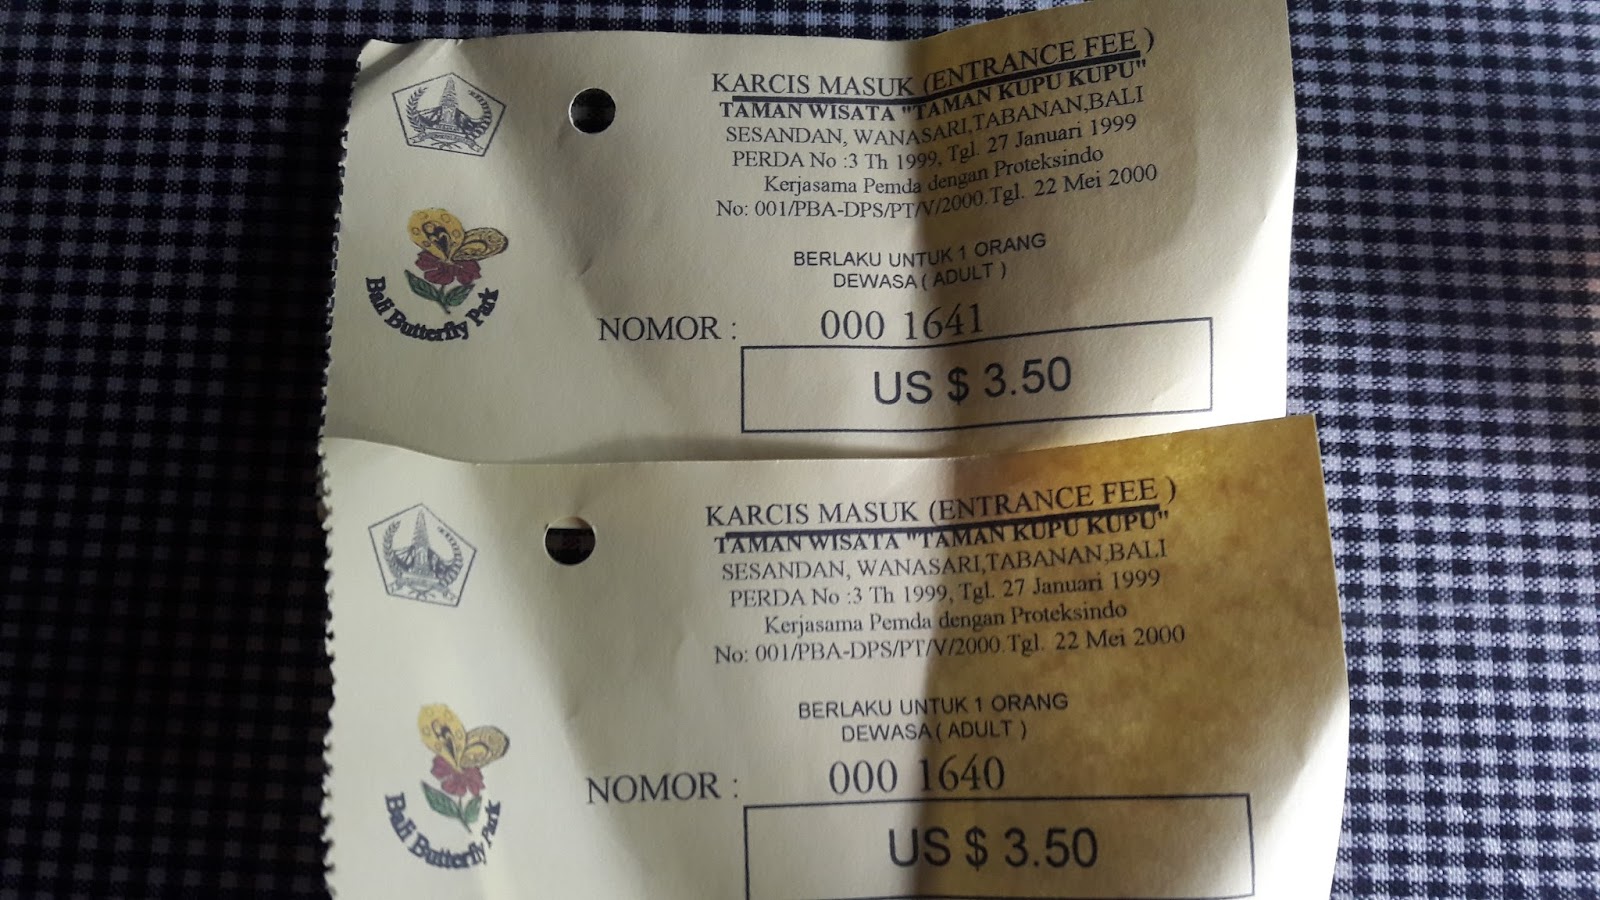 KARCIS MASUK (ENTRANCE FEE )
TAMAN WISATA "TAMAN KUPU KUPU"
SESANDAN, WANASARI,TABANAN,BALI
PERDA No :3 Th 1999, Tgl. 27 Januari 1999
Kerjasama Pemda dengan Proteksindo
No: 001/PBA-DPS/PT/V/2000.Tgl. 22 Mei 2000
Bali Butterfly Park
BERLAKU UNTUK 1 ORANG
DEWASA ( ADULT )
NOMOR : 000 1641
US $ 3.50
KARCIS MASUK (ENTRANCE FEE )
TAMAN WISATA "TAMAN KUPU KUPU"
SESANDAN, WANASARI,TABANAN,BALI
PERDA No :3 Th 1999, Tgl. 27 Januari 1999
Kerjasama Pemda dengan Proteksindo
No: 001/PBA-DPS/PT/V/2000.Tgl. 22 Mei 2000
Bali Butterfly Park
BERLAKU UNTUK 1 ORANG
DEWASA ( ADULT )
NOMOR : 000 1640
US $ 3.50